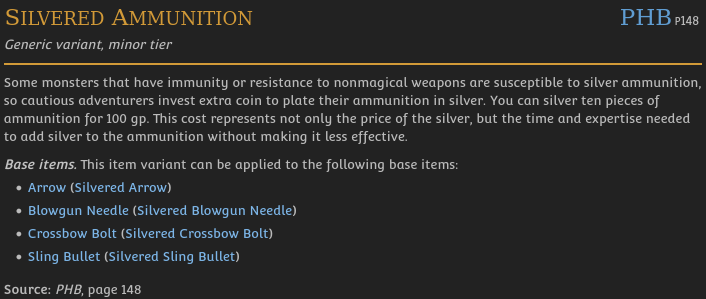 Silvered Ammunition PHB P148
Generic variant, minor tier
Some monsters that have immunity or resistance to nonmagical weapons are susceptible to silver ammunition,
so cautious adventurers invest extra coin to plate their ammunition in silver. You can silver ten pieces of
ammunition for 100 gp. This cost represents not only the price of the silver, but the time and expertise needed
to add silver to the ammunition without making it less effective.
Base items. This item variant can be applied to the following base items:
• Arrow (Silvered Arrow)
• Blowgun Needle (Silvered Blowgun Needle)
• Crossbow Bolt (Silvered Crossbow Bolt)
• Sling Bullet (Silvered Sling Bullet)
Source: PHB, page 148